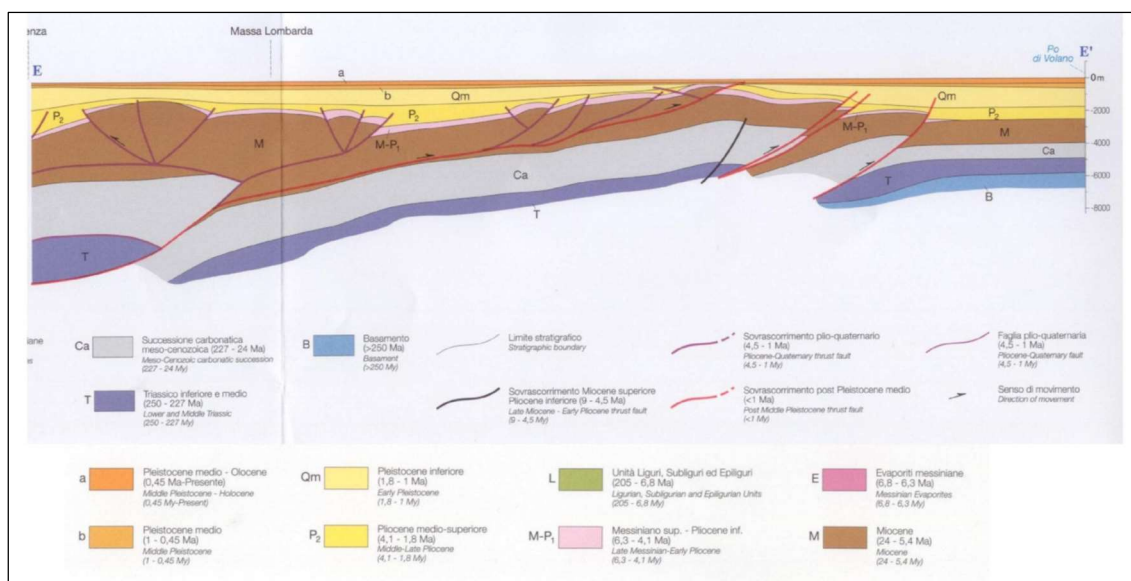 enza
Massa Lombarda
Po
di Volano
E
E'
a
0 m
b
Qm
Qm
P₂
P₂
P₂
-2000
M
M-P₁
M-P₁
M
-4000
Ca
Ca
-6000
T
T
T
B
-8000
iane
es
Ca
Successione carbonatica
meso-cenozoica (227 - 24 Ma)
Meso-Cenozoic carbonatic succession
(227 - 24 My)
T
Triassico inferiore e medio
(250 - 227 Ma)
Lower and Middle Triassic
(250 - 227 My)
B
Basamento
(>250 Ma)
Basament
(>250 My)
Limite stratigrafico
Stratigraphic boundary
Sovrascorrimento Miocene superiore
Pliocene inferiore (9 - 4,5 Ma)
Late Miocene - Early Pliocene thrust fault
(9 - 4,5 My)
Sovrascorrimento plio-quaternario
(4,5 - 1 Ma)
Pliocene-Quaternary thrust fault
(4,5 - 1 My)
Sovrascorrimento post Pleistocene medio
(<1 Ma)
Post Middle Pleistocene thrust fault
(<1 My)
Faglia plio-quaternaria
(4,5 - 1 Ma)
Pliocene-Quaternary fault
(4,5 - 1 My)
Senso di movimento
Direction of movement
a
Pleistocene medio - Olocene
(0,45 Ma-Presente)
Middle Pleistocene - Holocene
(0,45 My-Present)
b
Pleistocene medio
(1 - 0,45 Ma)
Middle Pleistocene
(1 - 0,45 My)
Qm
Pleistocene inferiore
(1,8 - 1 Ma)
Early Pleistocene
(1,8 - 1 My)
P₂
Pliocene medio-superiore
(4,1 - 1,8 Ma)
Middle-Late Pliocene
(4,1 - 1,8 My)
L
Unità Liguri, Subliguri ed Epiliguri
(205 - 6,8 Ma)
Ligurian, Subligurian and Epiligurian Units
(205 - 6,8 My)
M-P₁
Messiniano sup. - Pliocene inf.
(6,3 - 4,1 Ma)
Late Messinian-Early Pliocene
(6,3 - 4,1 My)
E
Evaporiti messiniane
(6,8 - 6,3 Ma)
Messinian Evaporites
(6,8 - 6,3 My)
M
Miocene
(24 - 5,4 Ma)
Miocene
(24 - 5,4 My)